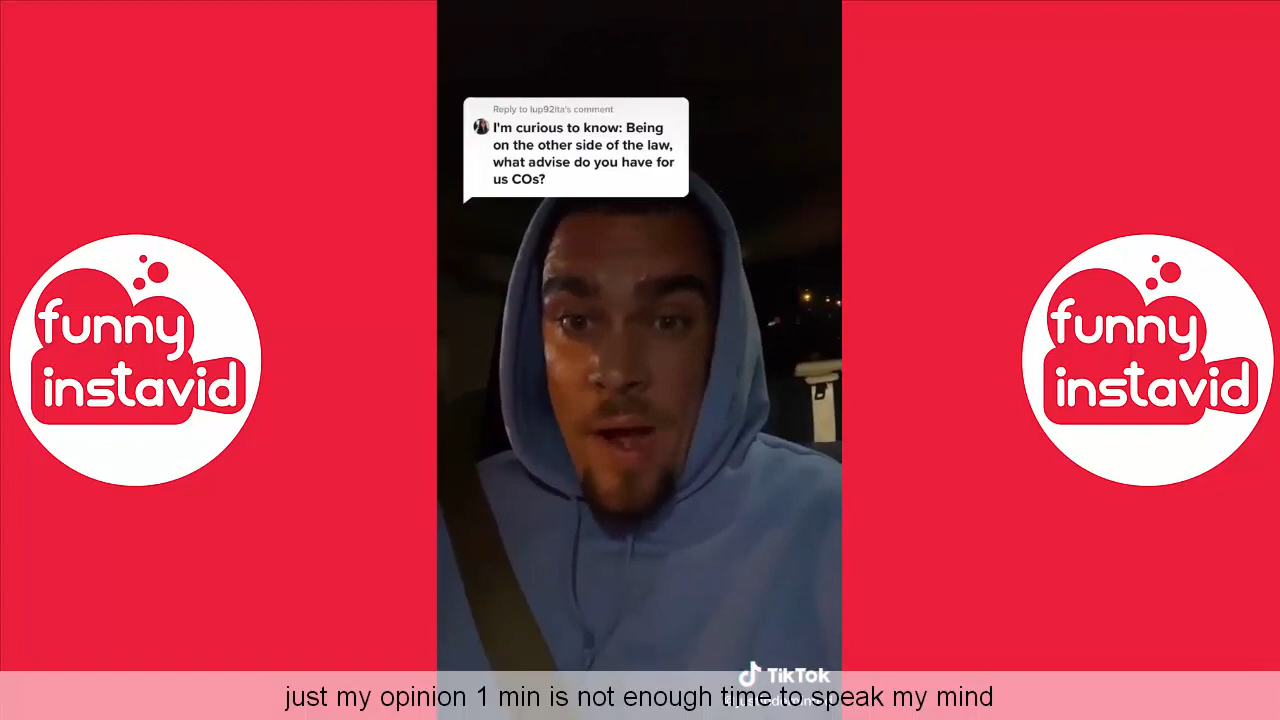 Reply to lup92ita's comment
I'm curious to know: Being
on the other side of the law,
what advise do you have for
us COs?
funny
instavid
funny
instavid
TikTok
just my opinion 1 min is not enough time to speak my mind